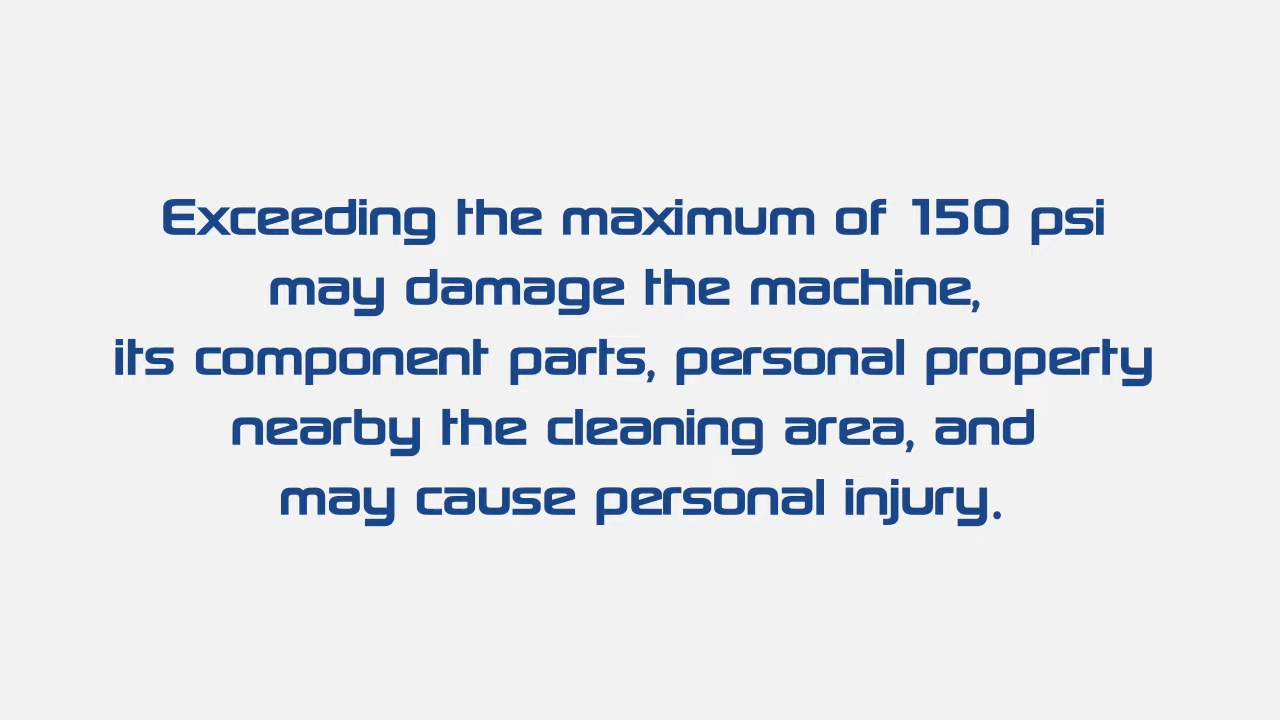 Exceeding the maximum of 150 psi
may damage the machine,
its component parts, personal property
nearby the cleaning area, and
may cause personal injury.